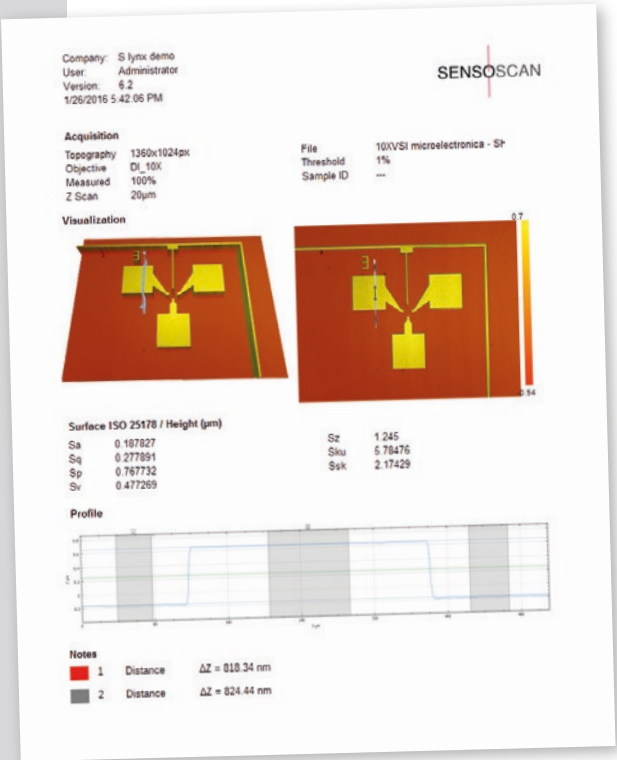 Company: S lynx demo
User: Administrator
Version: 6.2
1/26/2016 5:42:06 PM
SENSOSCAN
Acquisition
Topography 1360x1024px
Objective DI_10X
Measured 100%
Z Scan 20µm
File 10XVSI microelectronica -
Threshold 1%
Sample ID ---
Visualization
3
3
0.7
0.54
Surface ISO 25178 / Height (µm)
Sa 0.187827
Sq 0.277891
Sp 0.767732
Sv 0.477269
Sz 1.245
Sku 5.78476
Ssk 2.17429
Profile
Notes
1 Distance ΔZ = 818.34 nm
2 Distance ΔZ = 824.44 nm